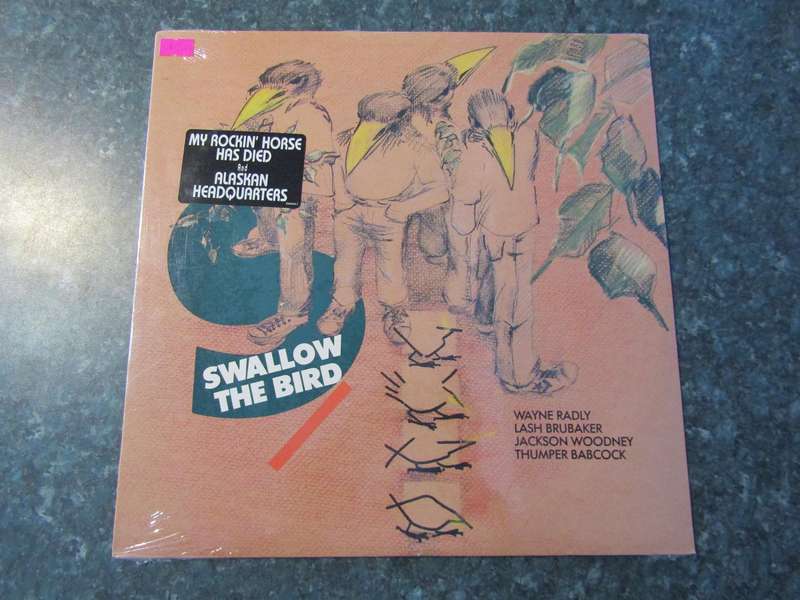 MY ROCKIN' HORSE
HAS DIED
And
ALASKAN
HEADQUARTERS
SWALLOW
THE BIRD
WAYNE RADLY
LASH BRUBAKER
JACKSON WOODNEY
THUMPER BABCOCK